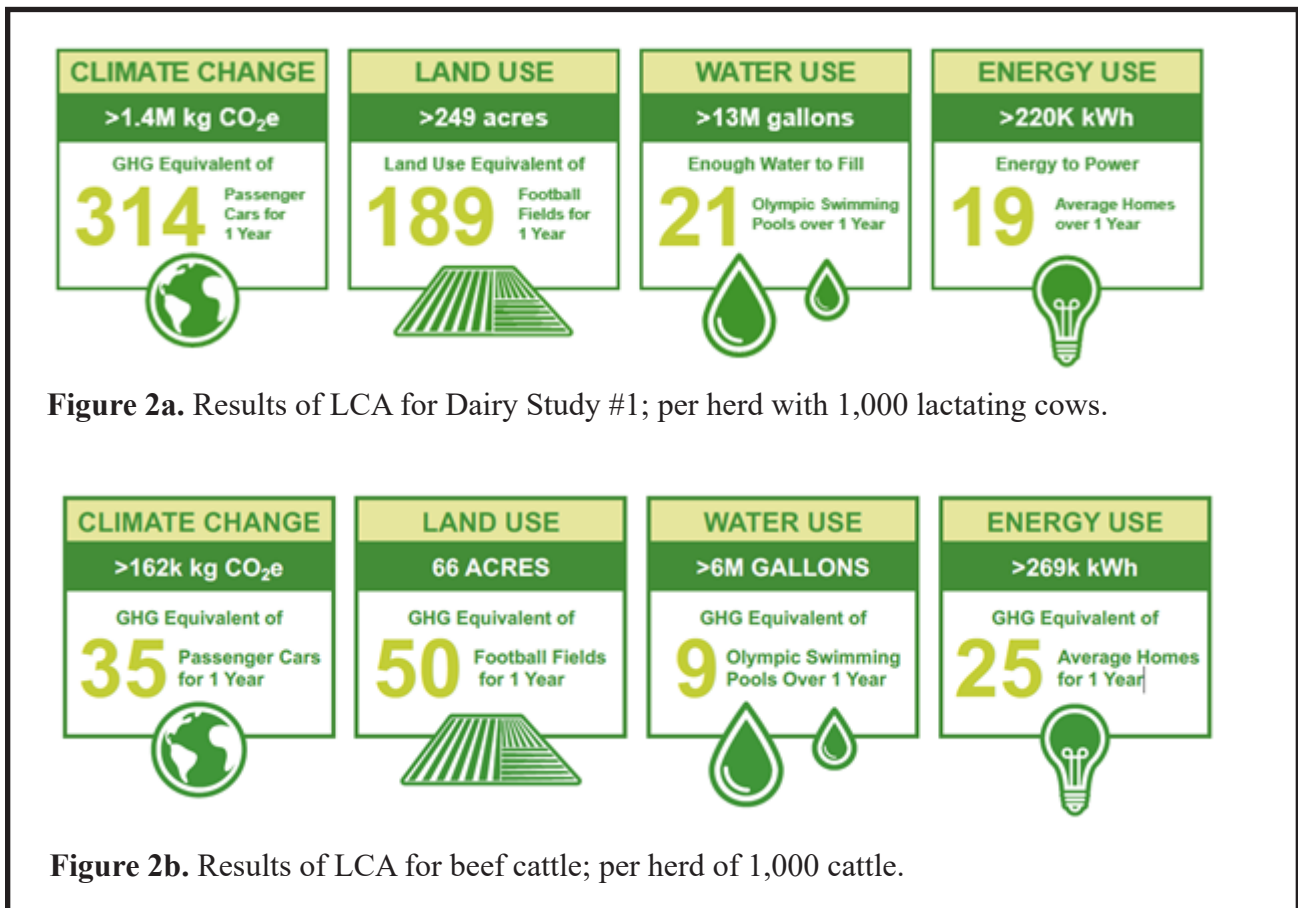 CLIMATE CHANGE
>1.4M kg CO₂e
GHG Equivalent of
314 Passenger
Cars for
1 Year
LAND USE
>249 acres
Land Use Equivalent of
189 Football
Fields for
1 Year
WATER USE
>13M gallons
Enough Water to Fill
21 Olympic Swimming
Pools over 1 Year
ENERGY USE
>220K kWh
Energy to Power
19 Average Homes
over 1 Year
Figure 2a. Results of LCA for Dairy Study #1; per herd with 1,000 lactating cows.
CLIMATE CHANGE
>162k kg CO₂e
GHG Equivalent of
35 Passenger Cars
for 1 Year
LAND USE
66 ACRES
GHG Equivalent of
50 Football Fields
for 1 Year
WATER USE
>6M GALLONS
GHG Equivalent of
9 Olympic Swimming
Pools Over 1 Year
ENERGY USE
>269k kWh
GHG Equivalent of
25 Average Homes
for 1 Year
Figure 2b. Results of LCA for beef cattle; per herd of 1,000 cattle.